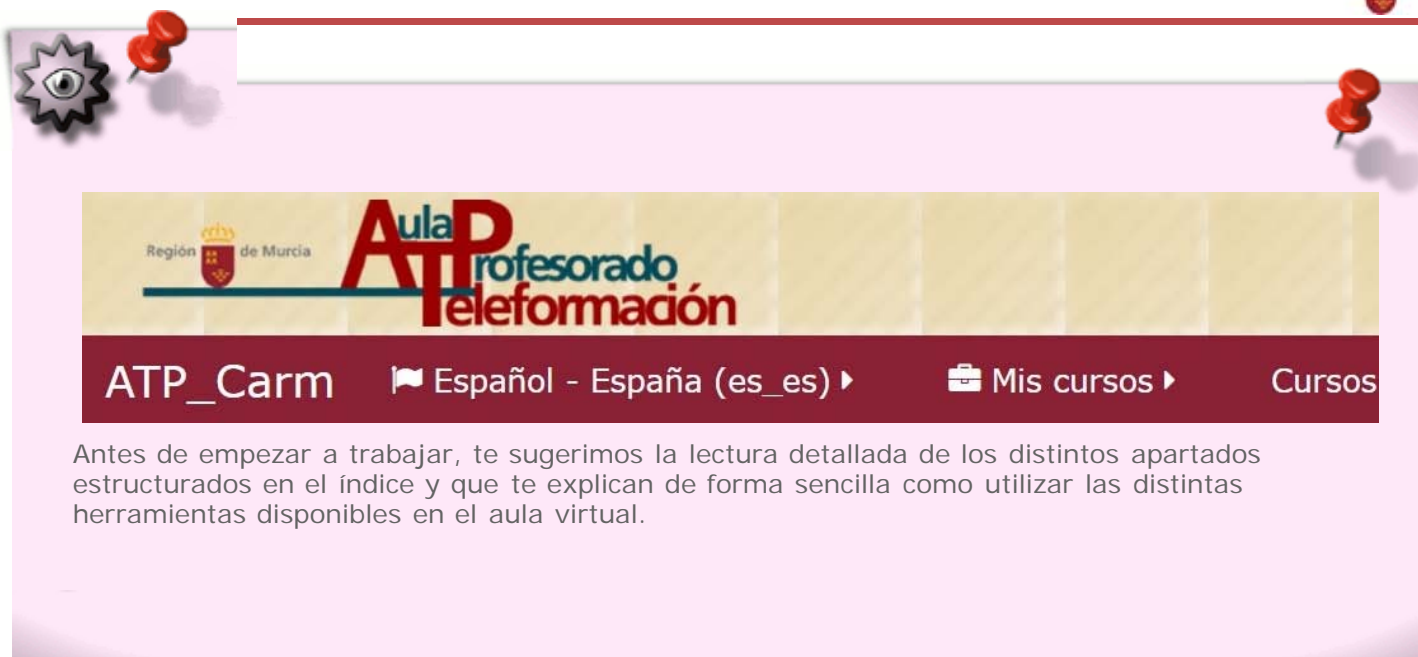 Región de Murcia
Aula
Profesorado
Teleformación
ATP_Carm Español - España (es_es) Mis cursos Cursos
Antes de empezar a trabajar, te sugerimos la lectura detallada de los distintos apartados
estructurados en el índice y que te explican de forma sencilla como utilizar las distintas
herramientas disponibles en el aula virtual.